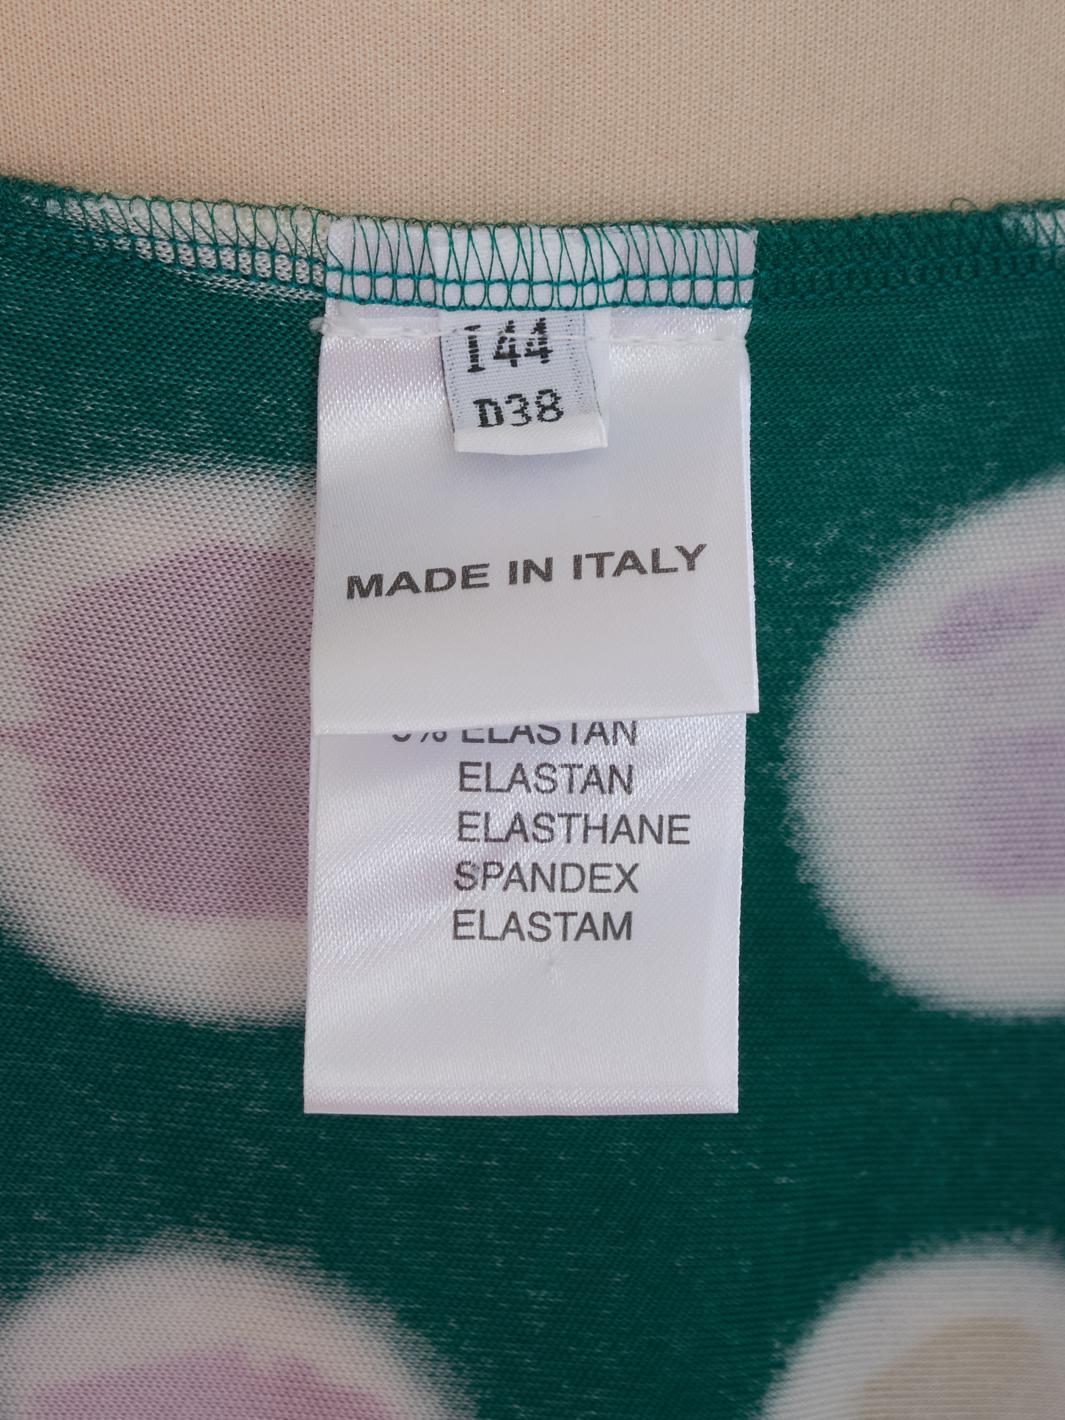 I44
D38
MADE IN ITALY
% ELASTAN
ELASTAN
ELASTHANE
SPANDEX
ELASTAM